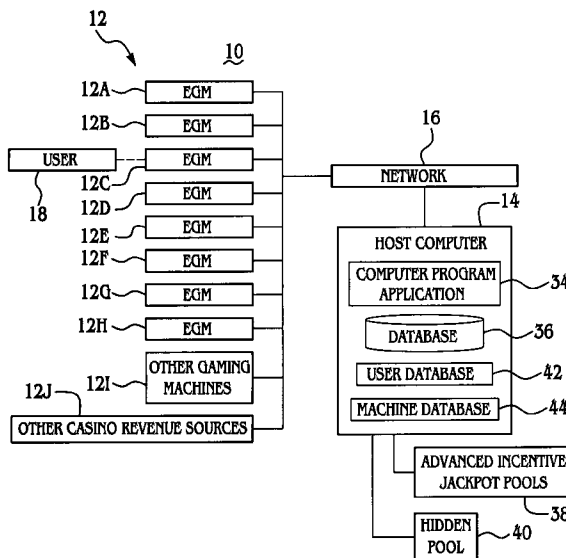 12
10
12A EGM
12B EGM
USER 12C EGM
18
12D EGM
12E EGM
12F EGM
12G EGM
12H EGM
12I OTHER GAMING
MACHINES
12J
OTHER CASINO REVENUE SOURCES
16
NETWORK
14
HOST COMPUTER
COMPUTER PROGRAM
APPLICATION
34
DATABASE
36
USER DATABASE
42
MACHINE DATABASE
44
ADVANCED INCENTIVE
JACKPOT POOLS
38
HIDDEN
POOL
40